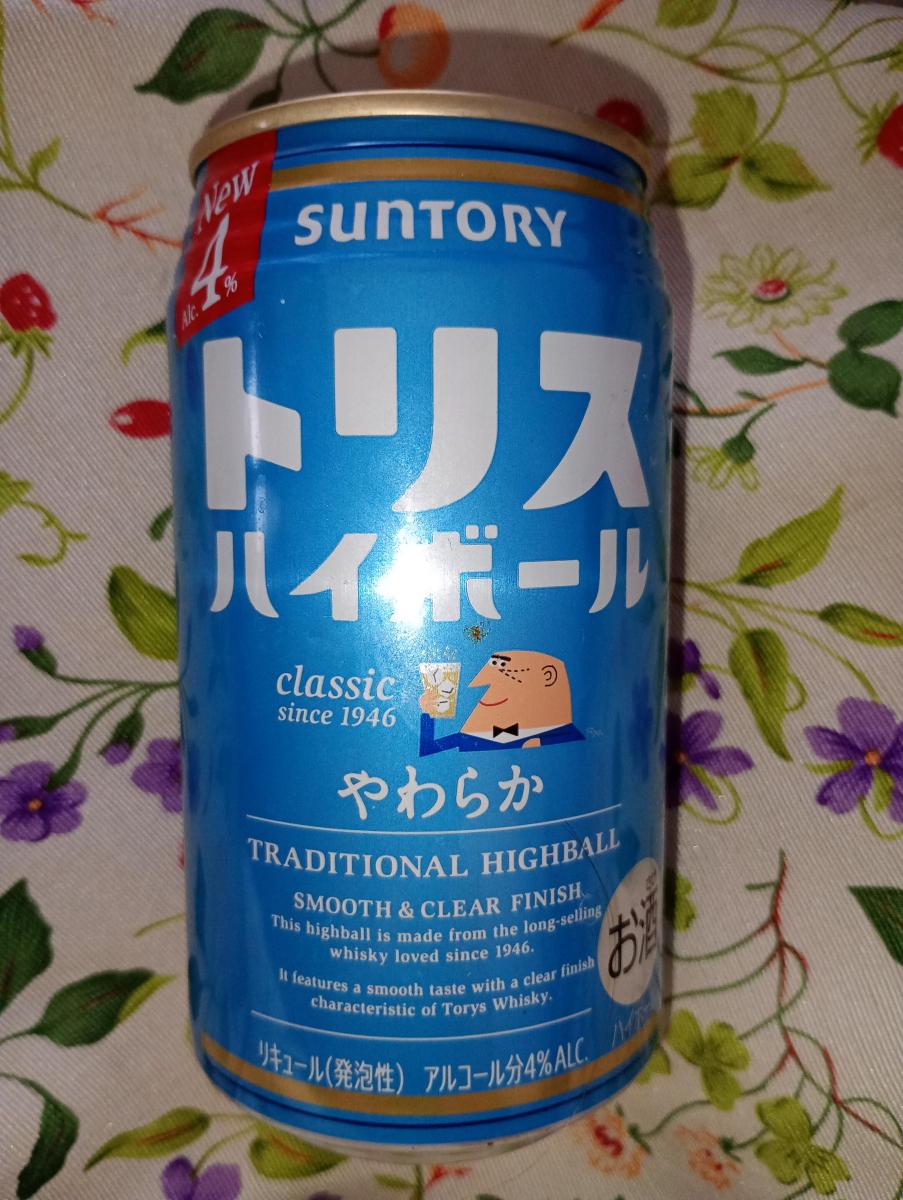 New
4%
Alc.
SUNTORY
トリス
ハイボール
classic
since 1946
やわらか
TRADITIONAL HIGHBALL
SMOOTH & CLEAR FINISH
This highball is made from the long-selling
whisky loved since 1946.
It features a smooth taste with a clear finish
characteristic of Torys Whisky.
お酒
リキュール(発泡性) アルコール分4%ALC.